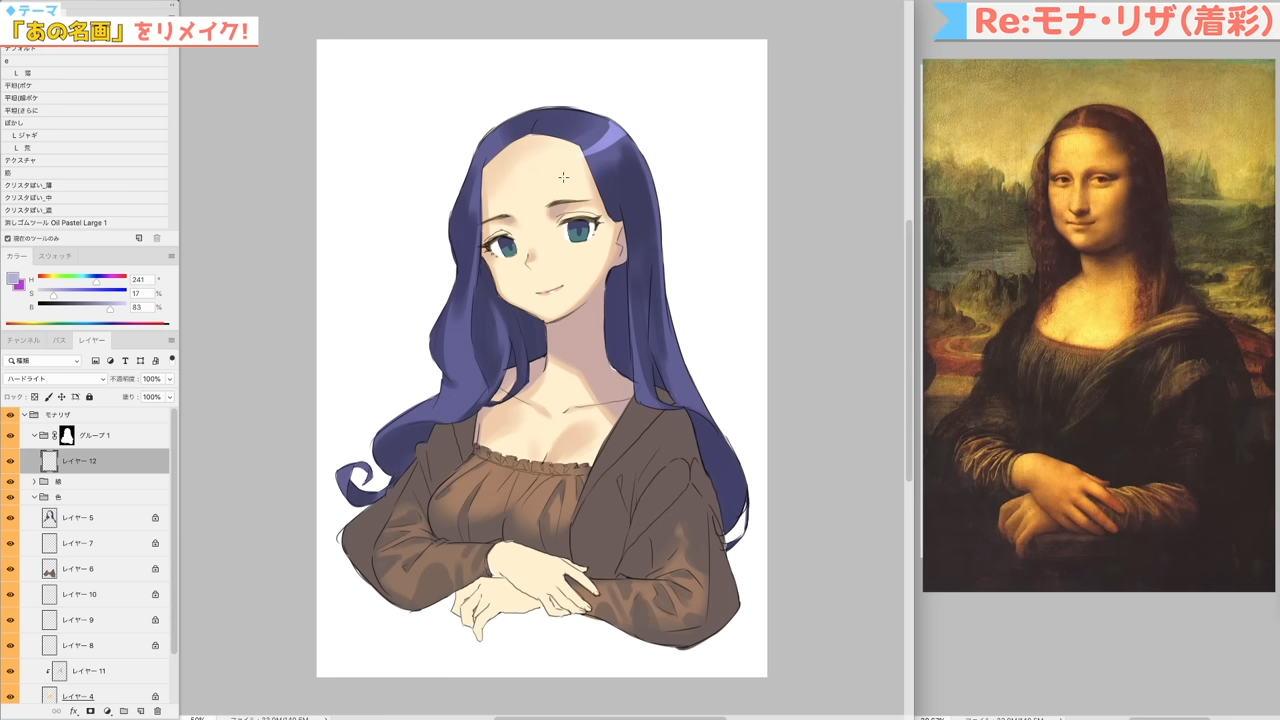 ◆テーマ
「あの名画」をリメイク!
Re:モナ・リザ(着彩)
e
L 溜
平坦(ボケ
平坦(超ボケ
平坦(さらに
ぼかし
L ジャギ
L 荒
テクスチャ
筋
クリスタぽい_薄
クリスタぽい_中
クリスタぽい_濃
消しゴムツール Oil Pastel Large 1
現在のツールのみ
カラー スウォッチ
H 241 °
S 17 %
B 83 %
チャンネル パス レイヤー
種類
ハードライト 不透明度: 100%
ロック: 塗り: 100%
モナリザ
グループ 1
レイヤー 12
線
色
レイヤー 5
レイヤー 7
レイヤー 6
レイヤー 10
レイヤー 9
レイヤー 8
レイヤー 11
レイヤー 4
fx